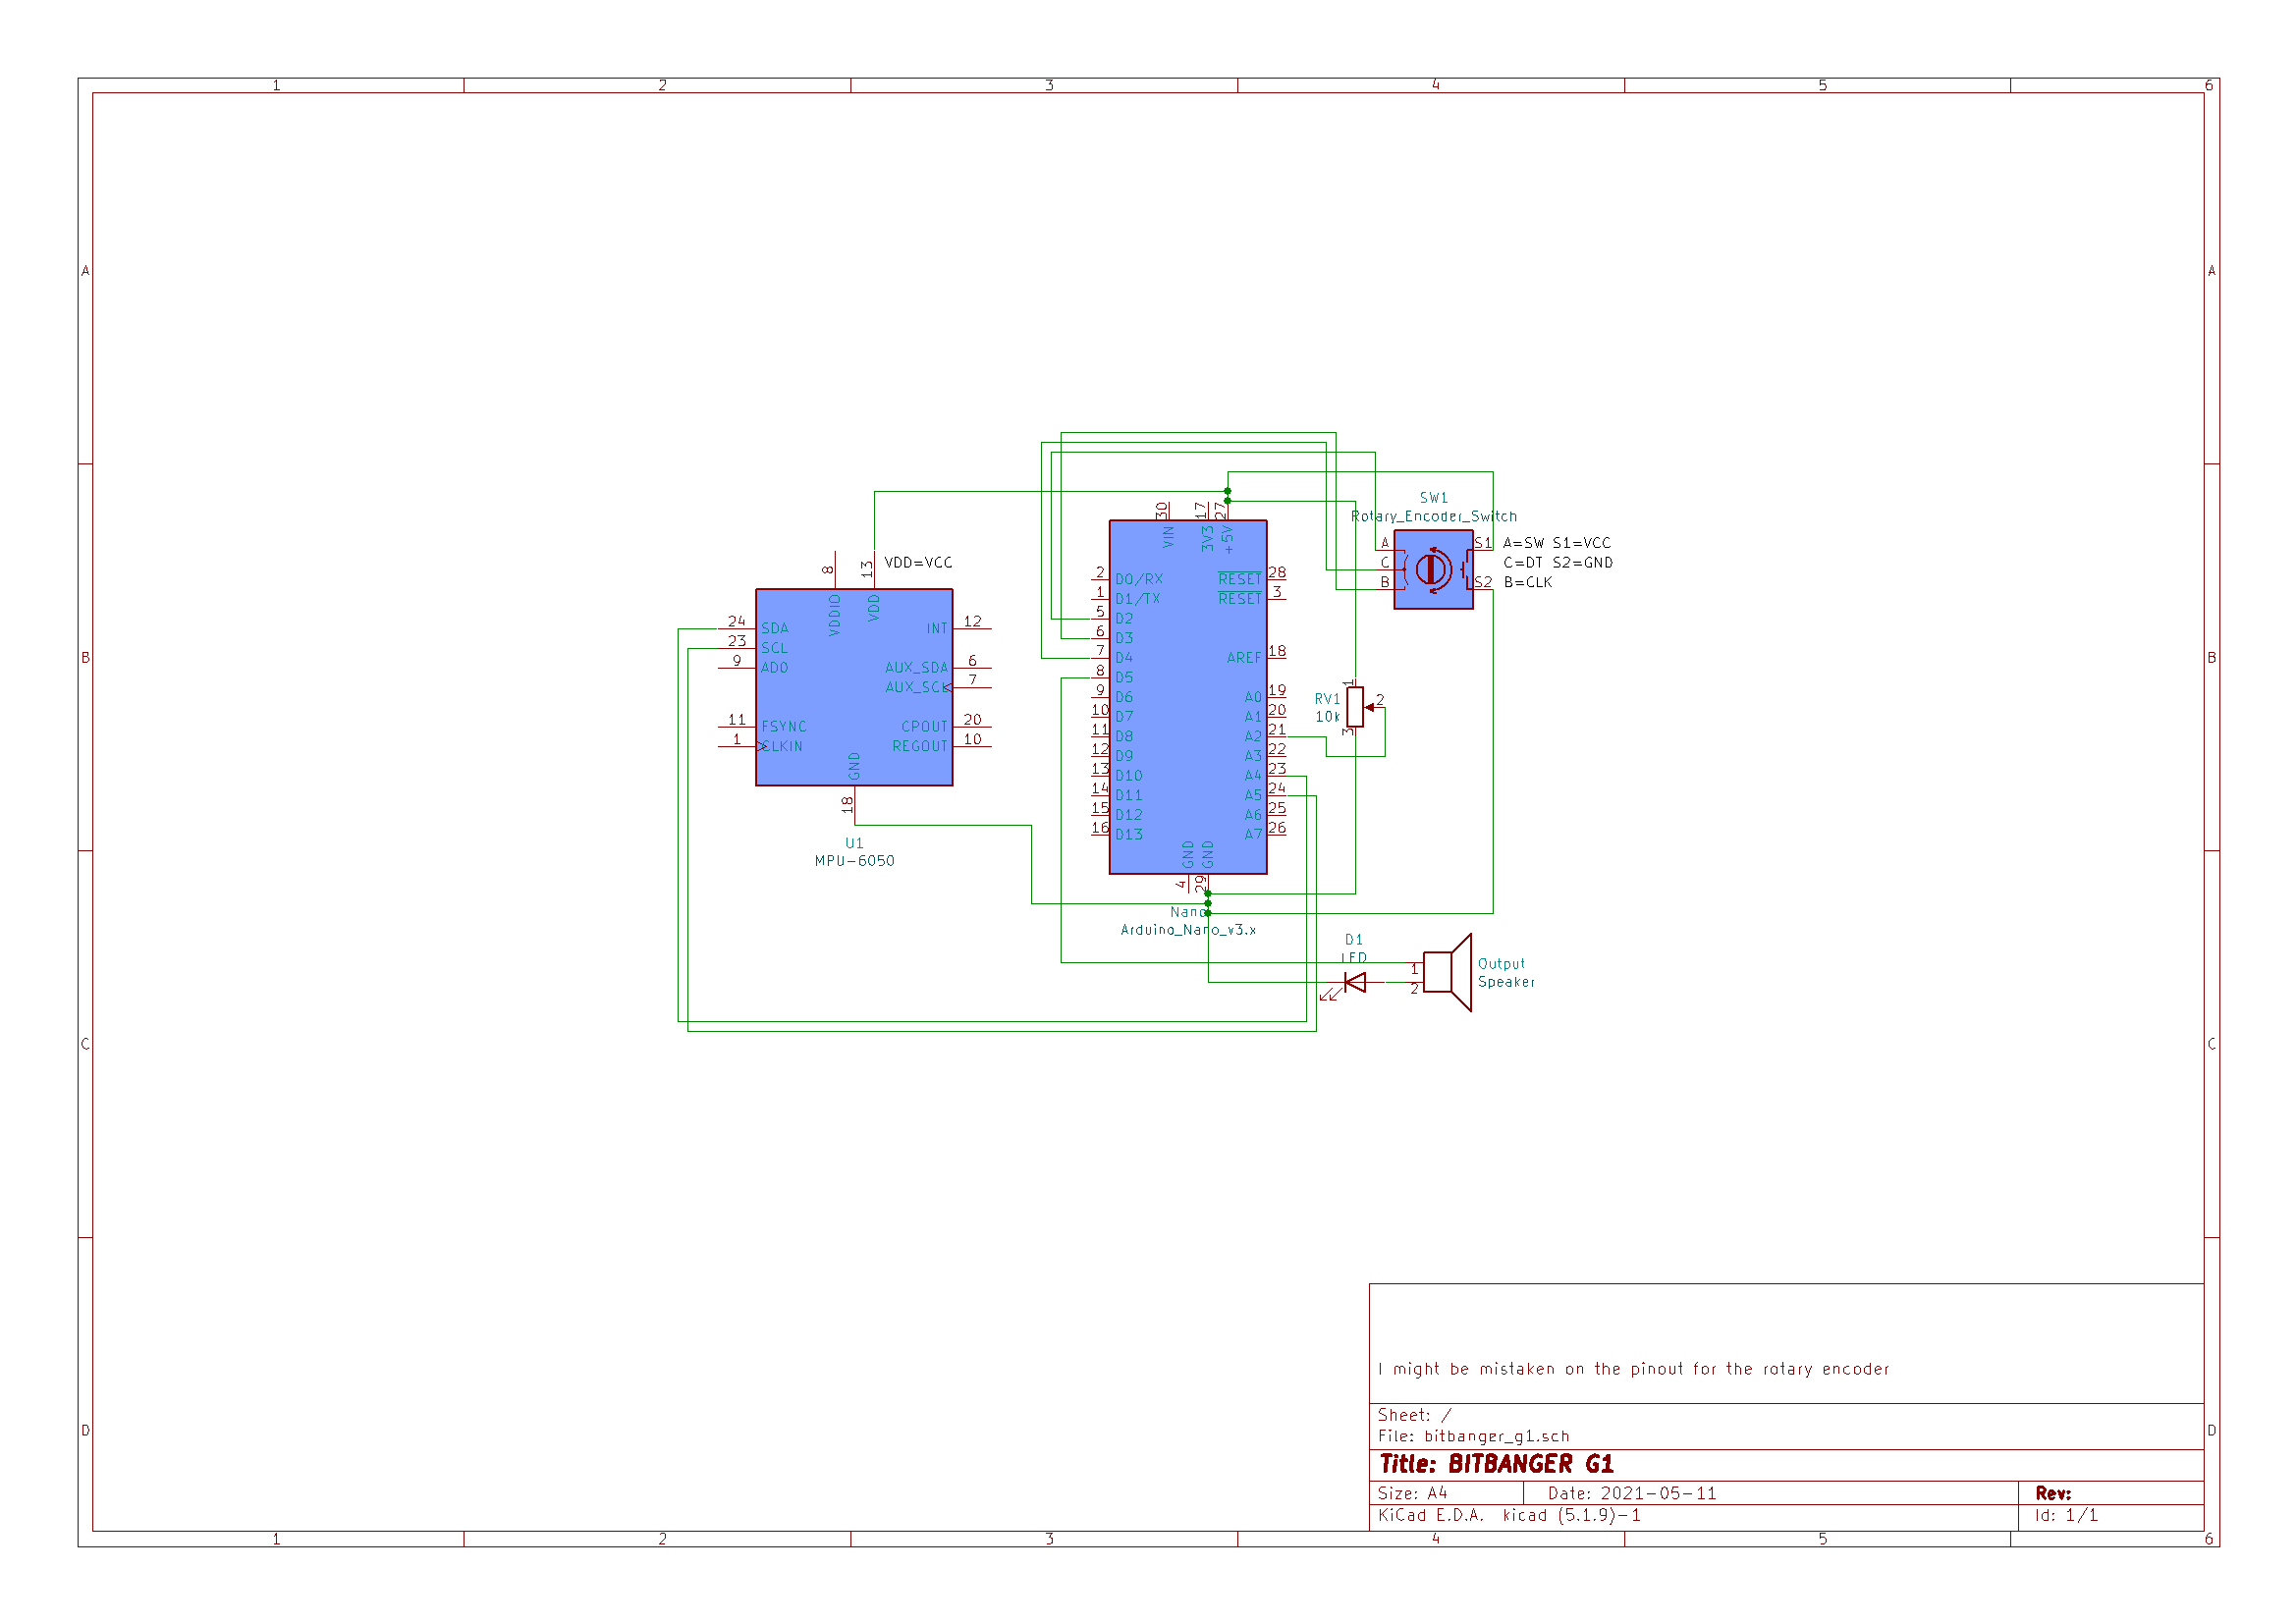 1 2 3 4 5 6
A A
SW1
Rotary_Encoder_Switch
30 17 27
VIN 3V3 +5V
A S1 A=SW S1=VCC
C C=DT S2=GND
B S2 B=CLK
8 13 VDD=VCC
VDDIO VDD
24 SDA INT 12
23 SCL
9 AD0 AUX_SDA 6
AUX_SCL 7
11 FSYNC CPOUT 20
1 CLKIN REGOUT 10
GND
18
U1
MPU-6050
2 D0/RX RESET 28
1 D1/TX RESET 3
5 D2
6 D3
7 D4 AREF 18
8 D5
9 D6 A0 19
10 D7 A1 20
11 D8 A2 21
12 D9 A3 22
13 D10 A4 23
14 D11 A5 24
15 D12 A6 25
16 D13 A7 26
GND GND
4 29
Nano
Arduino_Nano_v3.x
1
RV1 2
10k
3
B B
D1
LED
1 Output
2 Speaker
C C
I might be mistaken on the pinout for the rotary encoder
Sheet: /
File: bitbanger_g1.sch
D D
Title: BITBANGER G1
Size: A4 Date: 2021-05-11 Rev:
KiCad E.D.A. kicad (5.1.9)-1 Id: 1/1
1 2 3 4 5 6